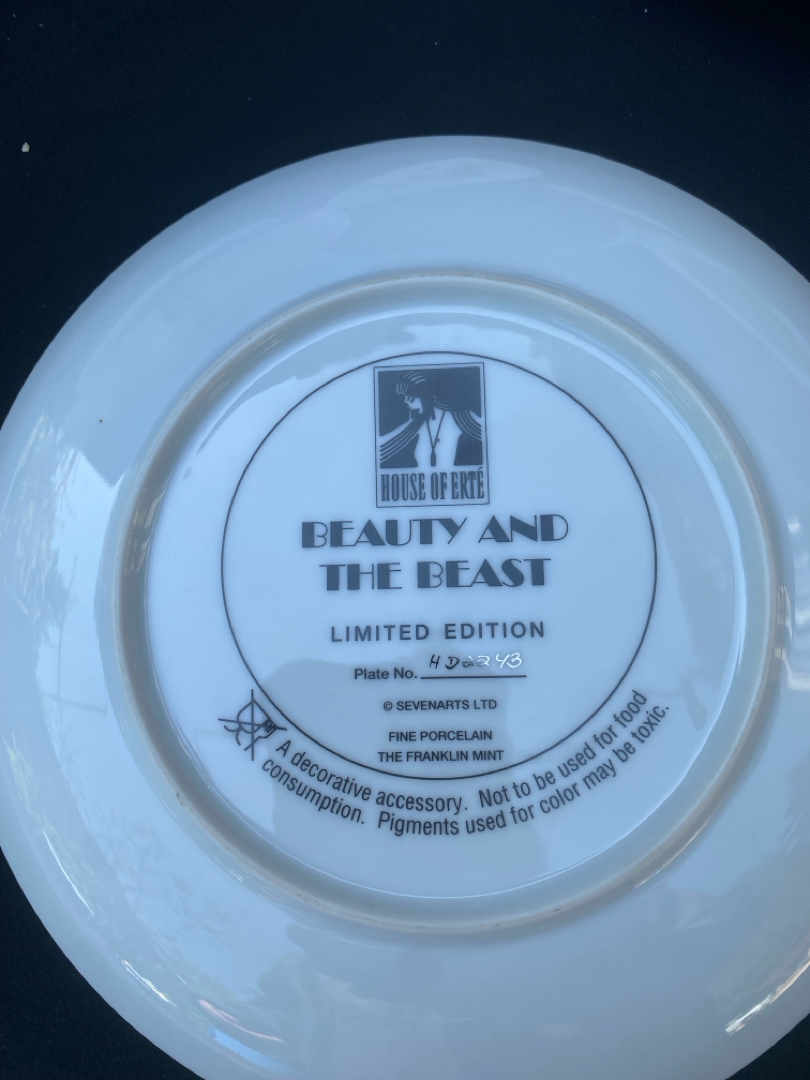 HOUSE OF ERTÉ
BEAUTY AND
THE BEAST
LIMITED EDITION
Plate No. HD2243
© SEVENARTS LTD
FINE PORCELAIN
THE FRANKLIN MINT
A decorative accessory. Not to be used for food
consumption. Pigments used for color may be toxic.